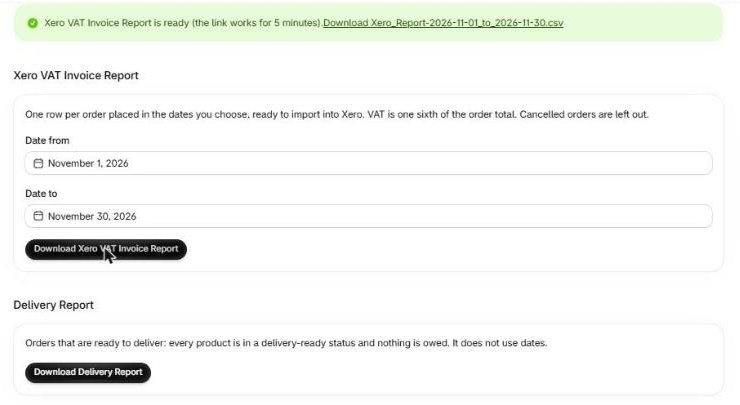 Xero VAT Invoice Report is ready (the link works for 5 minutes).Download Xero_Report-2026-11-01_to_2026-11-30.csv
Xero VAT Invoice Report
One row per order placed in the dates you choose, ready to import into Xero. VAT is one sixth of the order total. Cancelled orders are left out.
Date from
November 1, 2026
Date to
November 30, 2026
Download Xero VAT Invoice Report
Delivery Report
Orders that are ready to deliver: every product is in a delivery-ready status and nothing is owed. It does not use dates.
Download Delivery Report